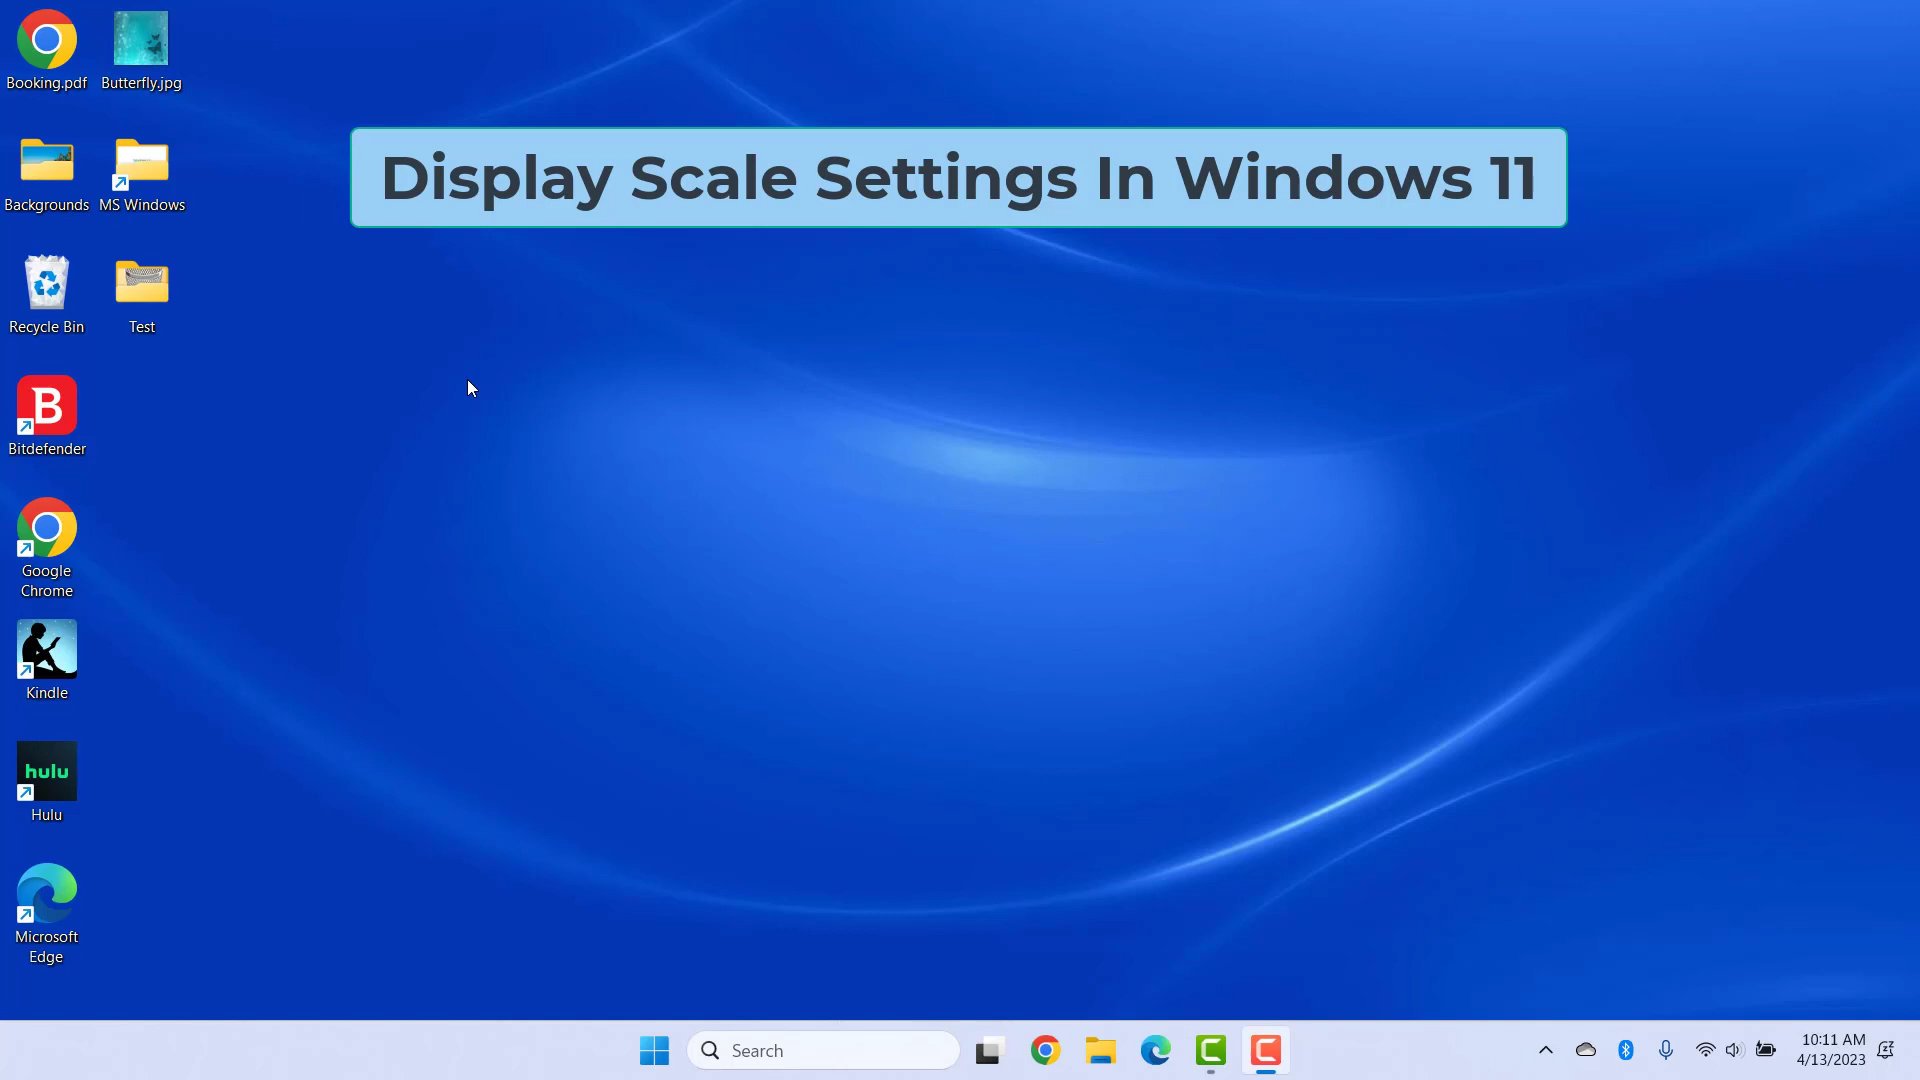 Booking.pdf
Butterfly.jpg
Display Scale Settings In Windows 11
Backgrounds
MS Windows
Recycle Bin
Test
B
Bitdefender
Google
Chrome
Kindle
hulu
Hulu
Microsoft
Edge
Search
10:11 AM
4/13/2023